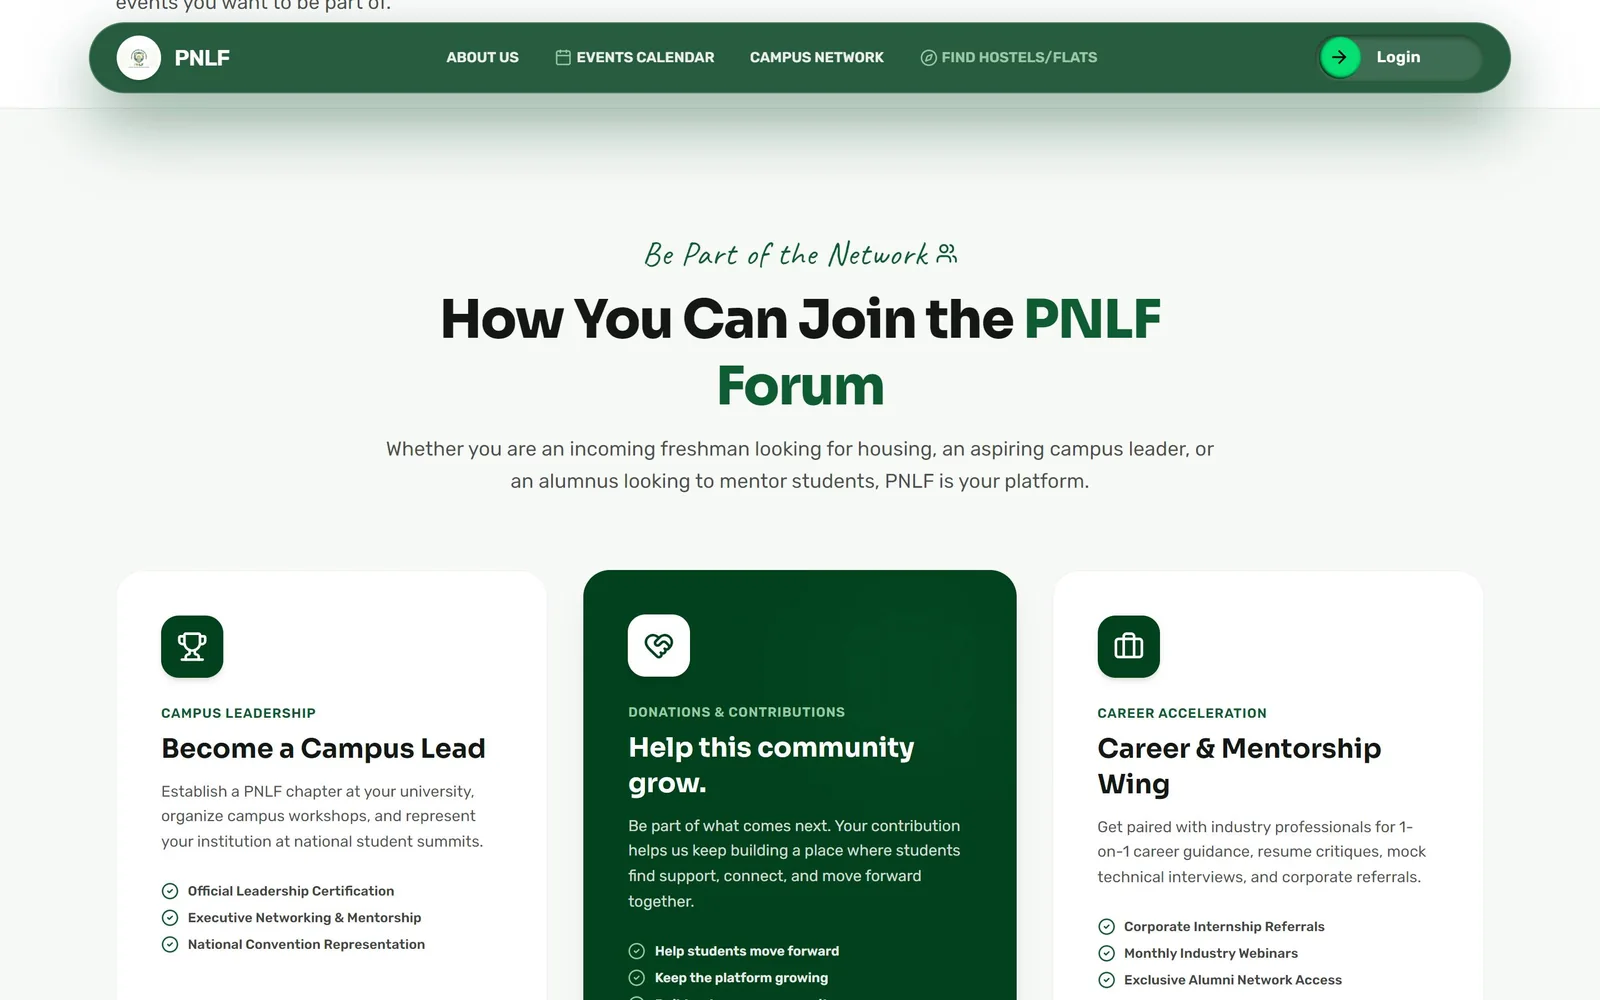 events you want to be part of.
PNLF
ABOUT US
EVENTS CALENDAR
CAMPUS NETWORK
FIND HOSTELS/FLATS
Login
Be Part of the Network
How You Can Join the PNLF
Forum
Whether you are an incoming freshman looking for housing, an aspiring campus leader, or
an alumnus looking to mentor students, PNLF is your platform.
CAMPUS LEADERSHIP
Become a Campus Lead
Establish a PNLF chapter at your university,
organize campus workshops, and represent
your institution at national student summits.
Official Leadership Certification
Executive Networking & Mentorship
National Convention Representation
DONATIONS & CONTRIBUTIONS
Help this community
grow.
Be part of what comes next. Your contribution
helps us keep building a place where students
find support, connect, and move forward
together.
Help students move forward
Keep the platform growing
CAREER ACCELERATION
Career & Mentorship
Wing
Get paired with industry professionals for 1-
on-1 career guidance, resume critiques, mock
technical interviews, and corporate referrals.
Corporate Internship Referrals
Monthly Industry Webinars
Exclusive Alumni Network Access